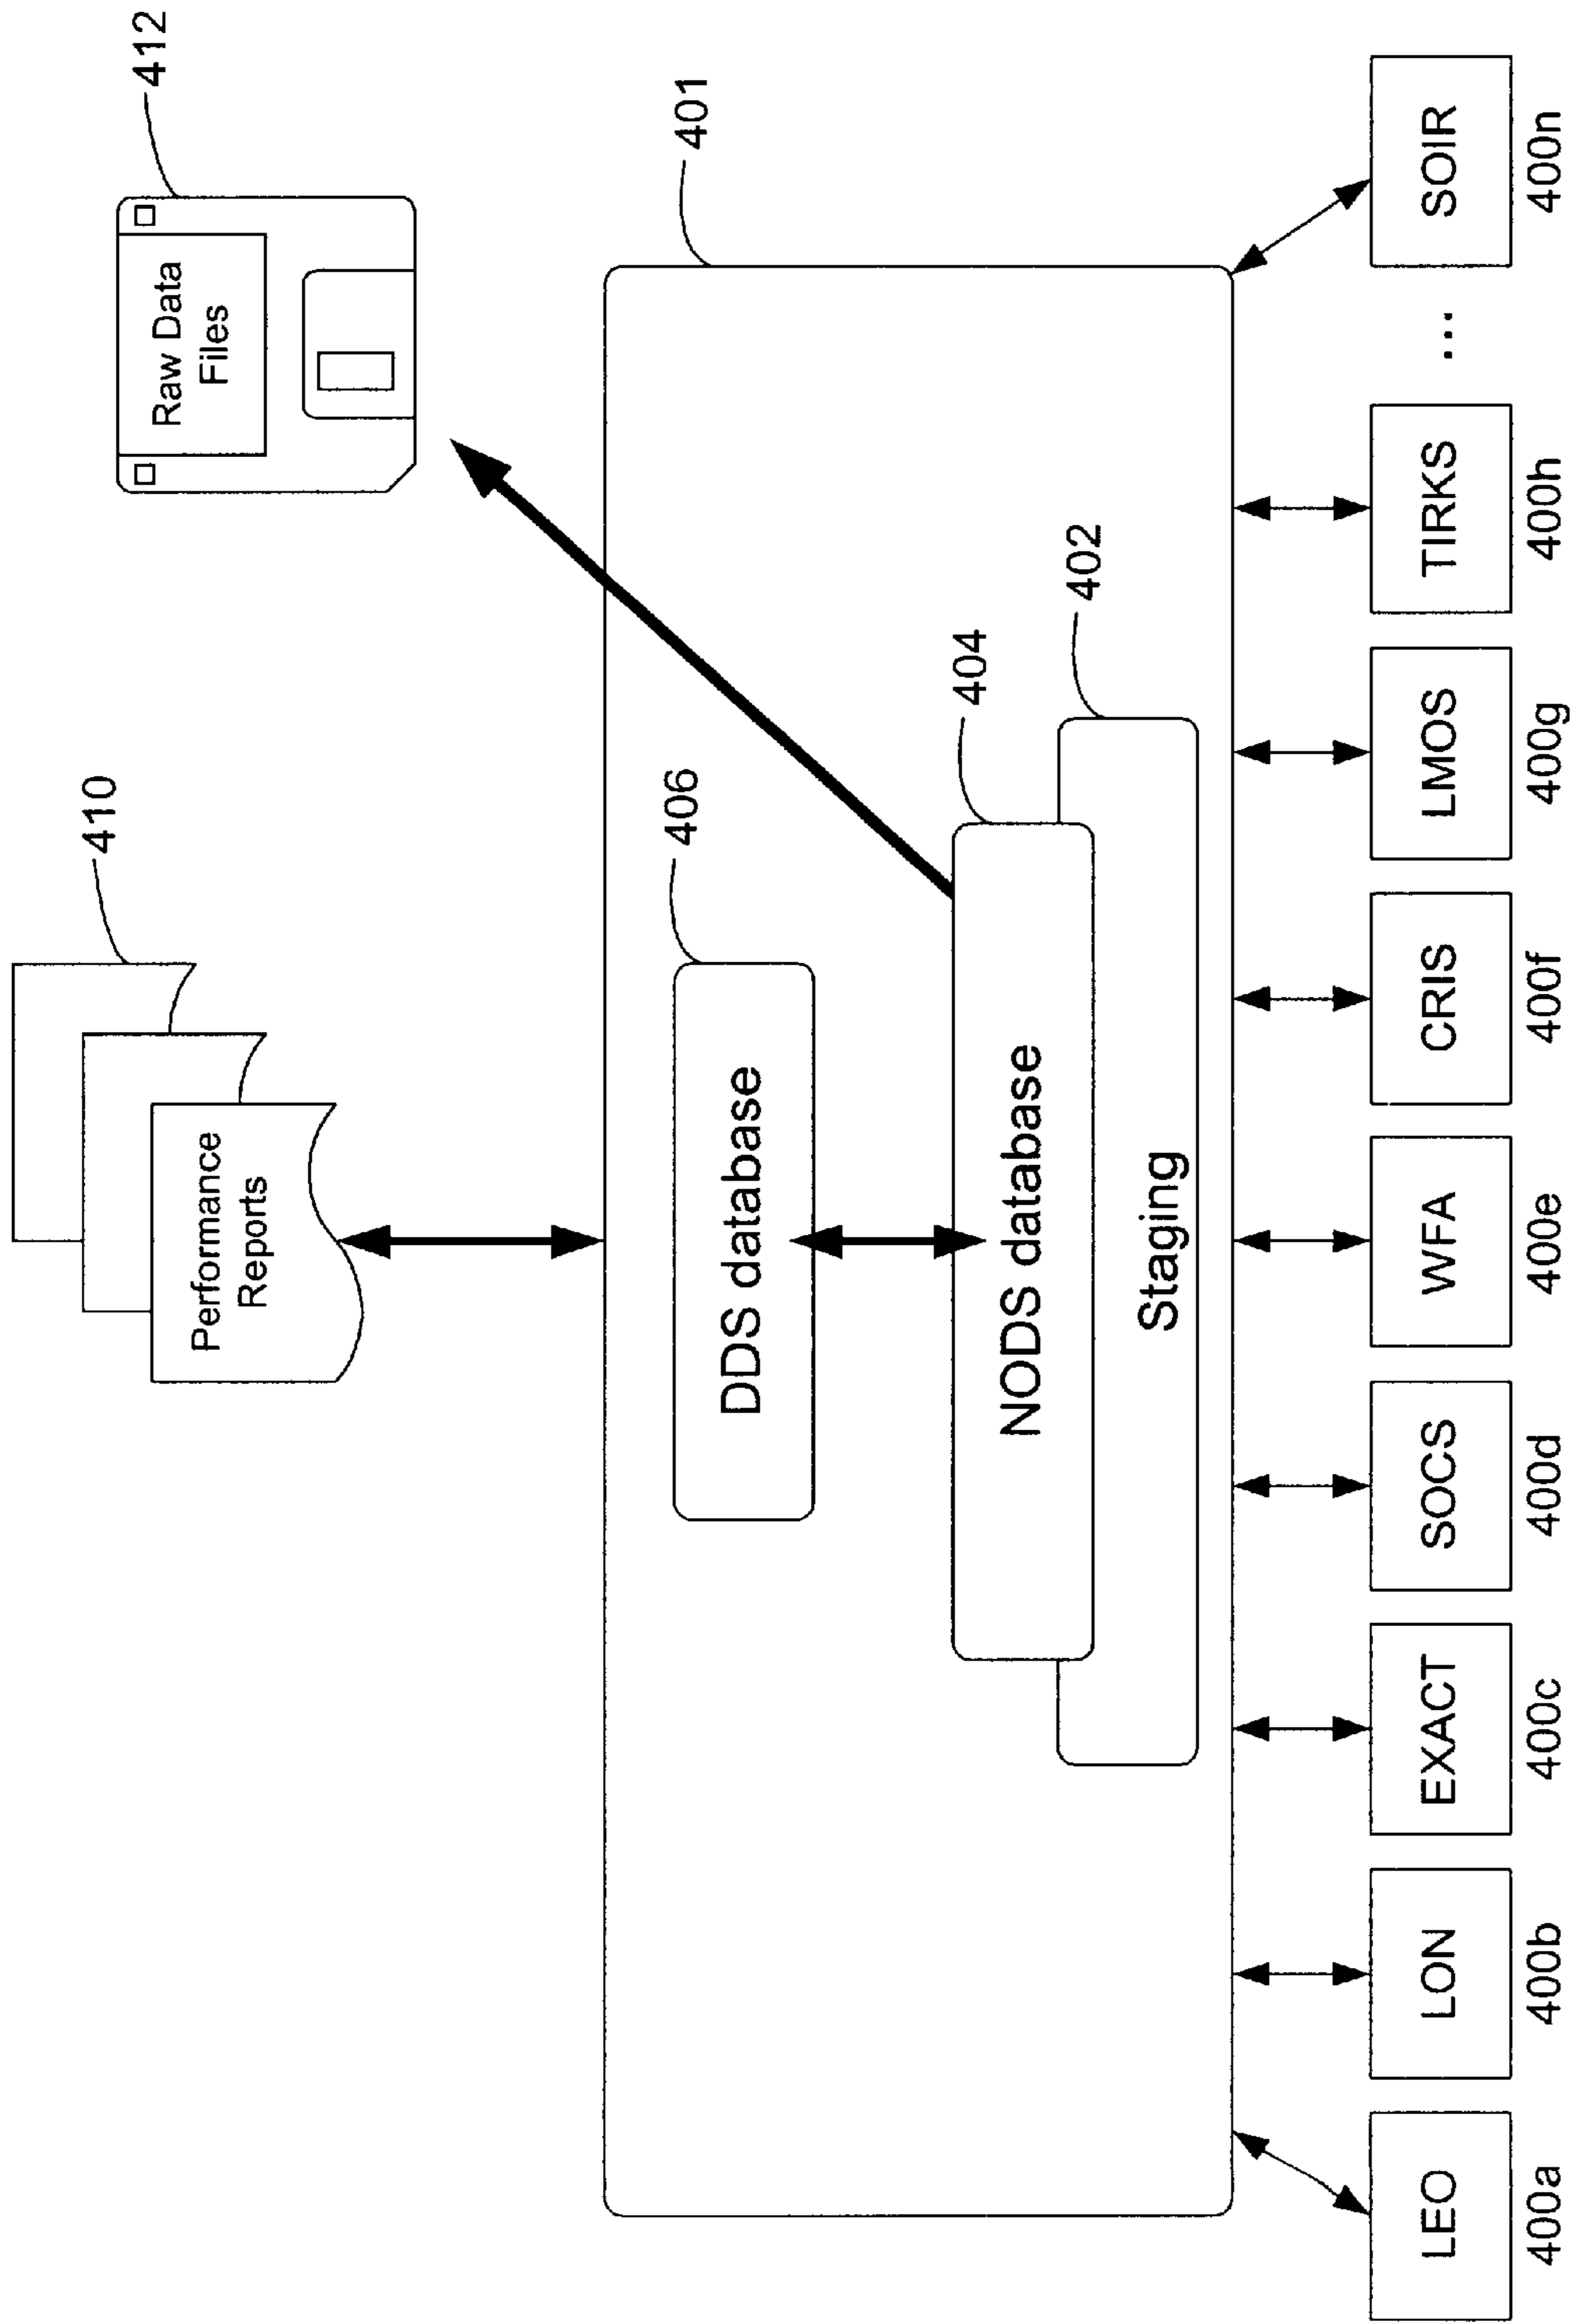 412
Raw Data
Files
410
Performance
Reports
401
406
DDS database
404
NODS database
402
Staging
LEO
LON
EXACT
SOCS
WFA
CRIS
LMOS
TIRKS
...
SOIR
400a
400b
400c
400d
400e
400f
400g
400h
400n